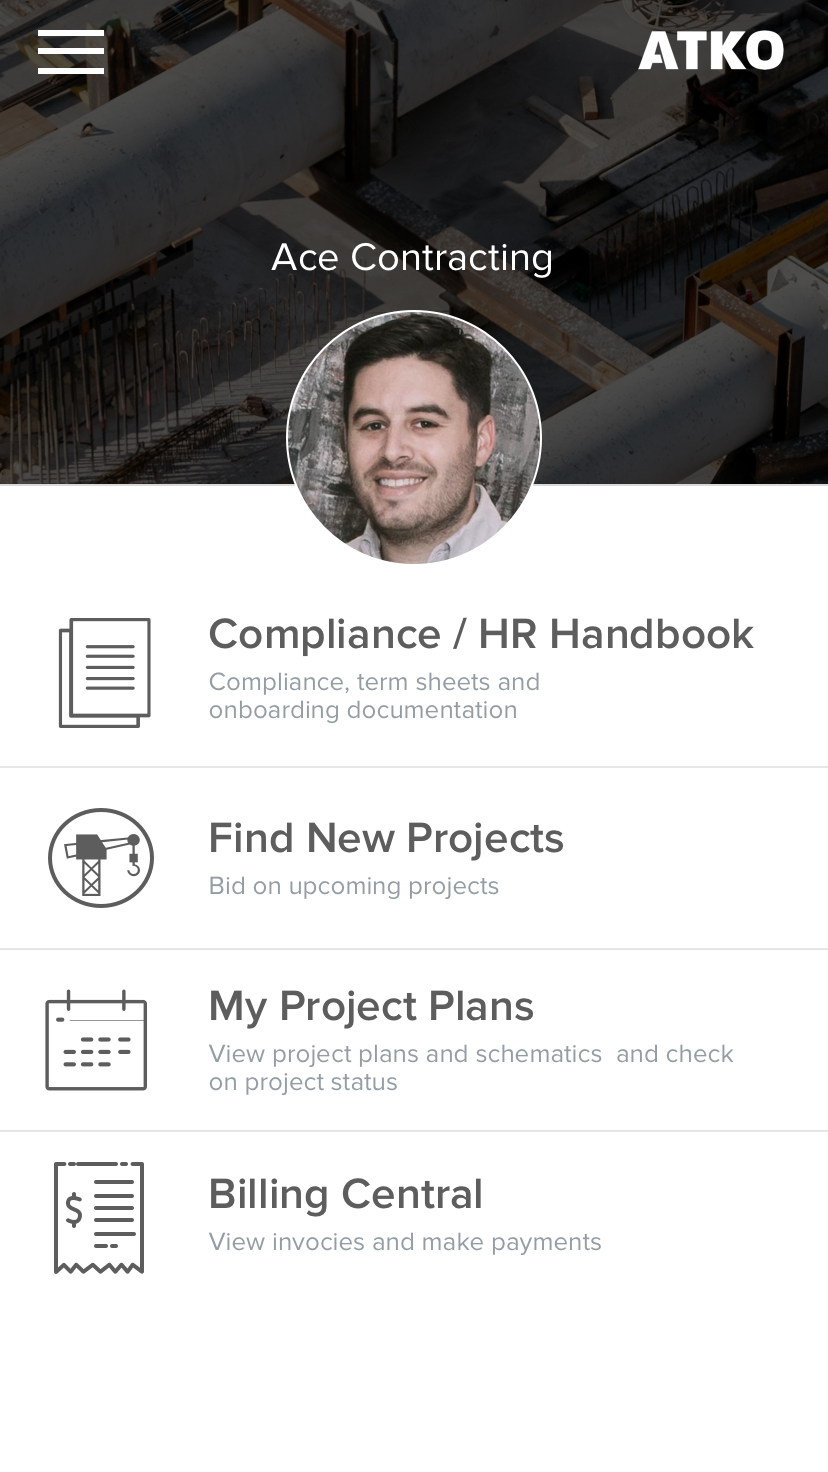 ATKO
Ace Contracting
Compliance / HR Handbook
Compliance, term sheets and
onboarding documentation
Find New Projects
Bid on upcoming projects
My Project Plans
View project plans and schematics  and check
on project status
$
Billing Central
View invocies and make payments